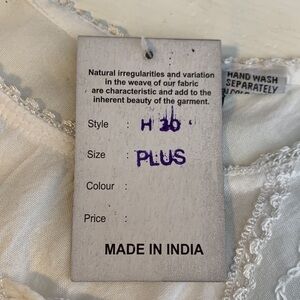 Natural irregularities and variation
in the weave of our fabric
are characteristic and add to the
inherent beauty of the garment.
Style : H 30
Size : PLUS
Colour :
Price :
MADE IN INDIA
HAND WASH
SEPARATELY